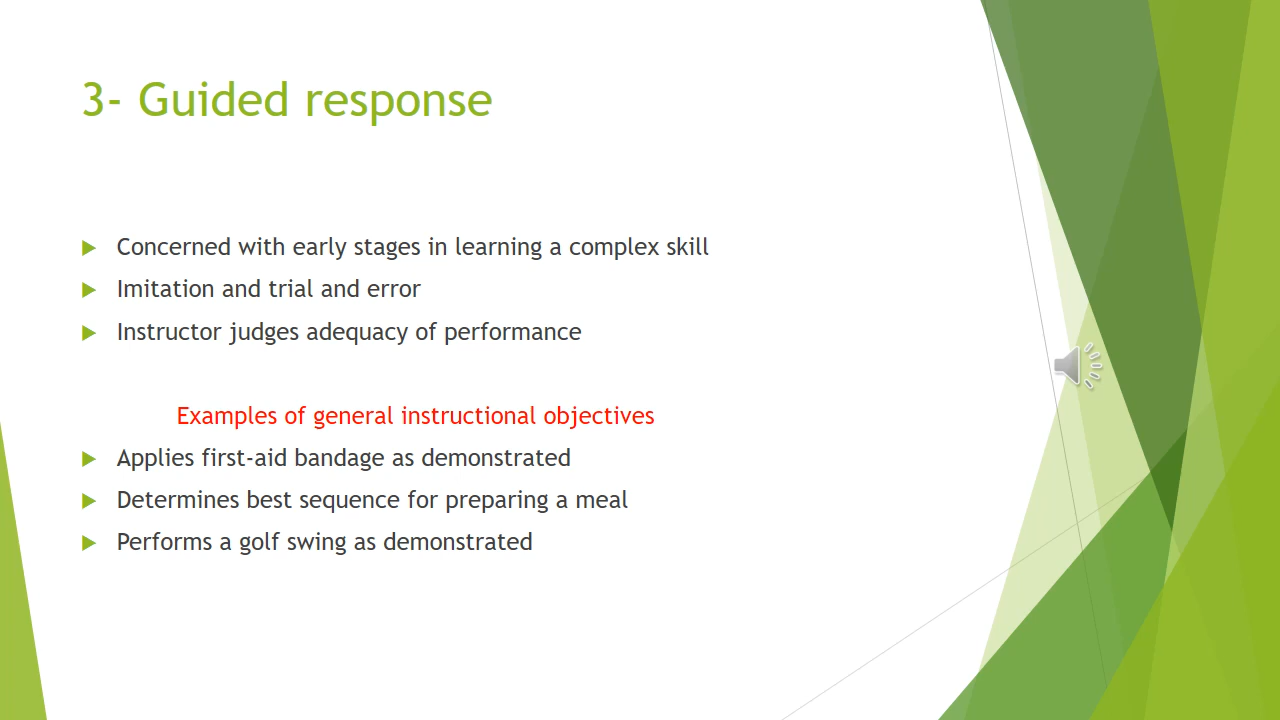 3- Guided response
Concerned with early stages in learning a complex skill
Imitation and trial and error
Instructor judges adequacy of performance
Examples of general instructional objectives
Applies first-aid bandage as demonstrated
Determines best sequence for preparing a meal
Performs a golf swing as demonstrated